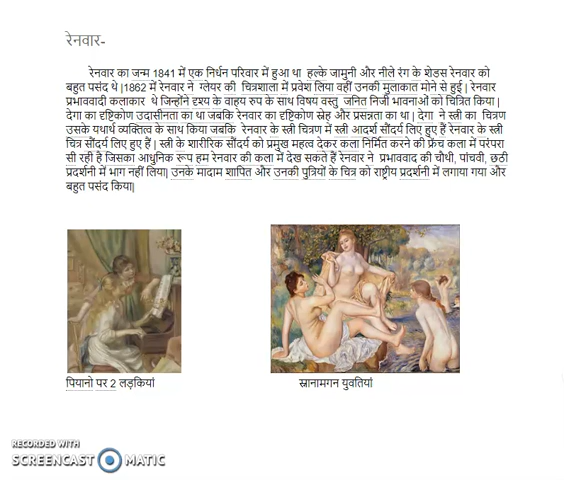 रेनवार-
रेनवार का जन्म 1841 में एक निर्धन परिवार में हुआ था हल्के जामुनी और नीले रंग के शेडस रेनवार को
बहुत पसंद थे |1862 में रेनवार ने ग्लेयर की चित्रशाला में प्रवेश लिया वहीं उनकी मुलाकात मोने से हुई | रेनवार
प्रभाववादी कलाकार थे जिन्होंने दृश्य के वाहय रुप के साथ विषय वस्तु जनित निजी भावनाओं को चित्रित किया |
देगा का दृष्टिकोण उदासीनता का था जबकि रेनवार का दृष्टिकोण स्नेह और प्रसन्नता का था | देगा ने स्त्री का चित्रण
उसके यथार्थ व्यक्तित्व के साथ किया जबकि रेनवार के स्त्री चित्रण में स्त्री आदर्श सौंदर्य लिए हुए हैं रेनवार के स्त्री
चित्र सौंदर्य लिए हुए हैं | स्त्री के शारीरिक सौंदर्य को प्रमुख महत्व देकर कला निर्मित करने की फ्रेंच कला में परंपरा
सी रही है जिसका आधुनिक रूप हम रेनवार की कला में देख सकते हैं रेनवार ने प्रभाववाद की चौथी, पांचवी, छठी
प्रदर्शनी में भाग नहीं लिया| उनके मादाम शापित और उनकी पुत्रियों के चित्र को राष्ट्रीय प्रदर्शनी में लगाया गया और
बहुत पसंद किया|
पियानो पर 2 लड़कियां
स्नानामगन युवतियां
RECORDED WITH
SCREENCAST MATIC